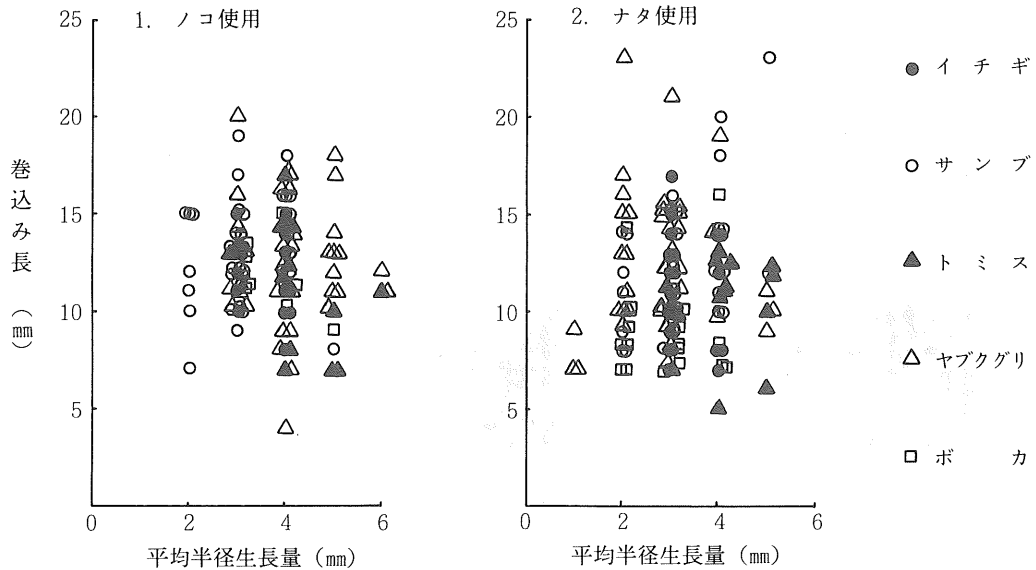 1. ノコ使用
25
20
15
10
5
0
2
4
6
巻込み長 (mm)
平均半径生長量 (mm)
2. ナタ使用
25
20
15
10
5
0
2
4
6
平均半径生長量 (mm)
イチギ
サンブ
トミス
ヤブクグリ
ボカ